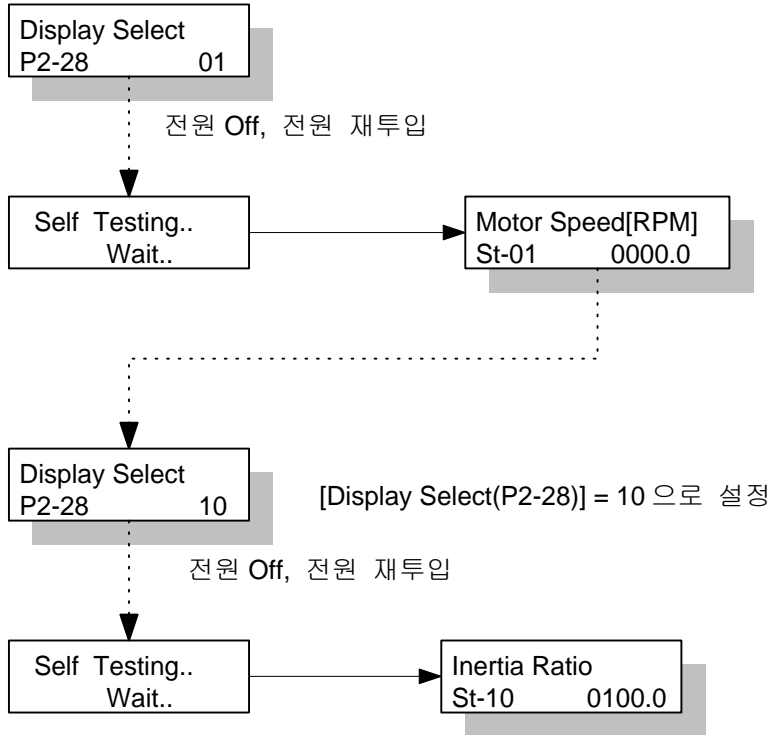 Display Select
P2-28 01
전원 Off, 전원 재투입
Self Testing..
Wait..
Motor Speed[RPM]
St-01 0000.0
Display Select
P2-28 10
[Display Select(P2-28)] = 10 으로 설정
전원 Off, 전원 재투입
Self Testing..
Wait..
Inertia Ratio
St-10 0100.0